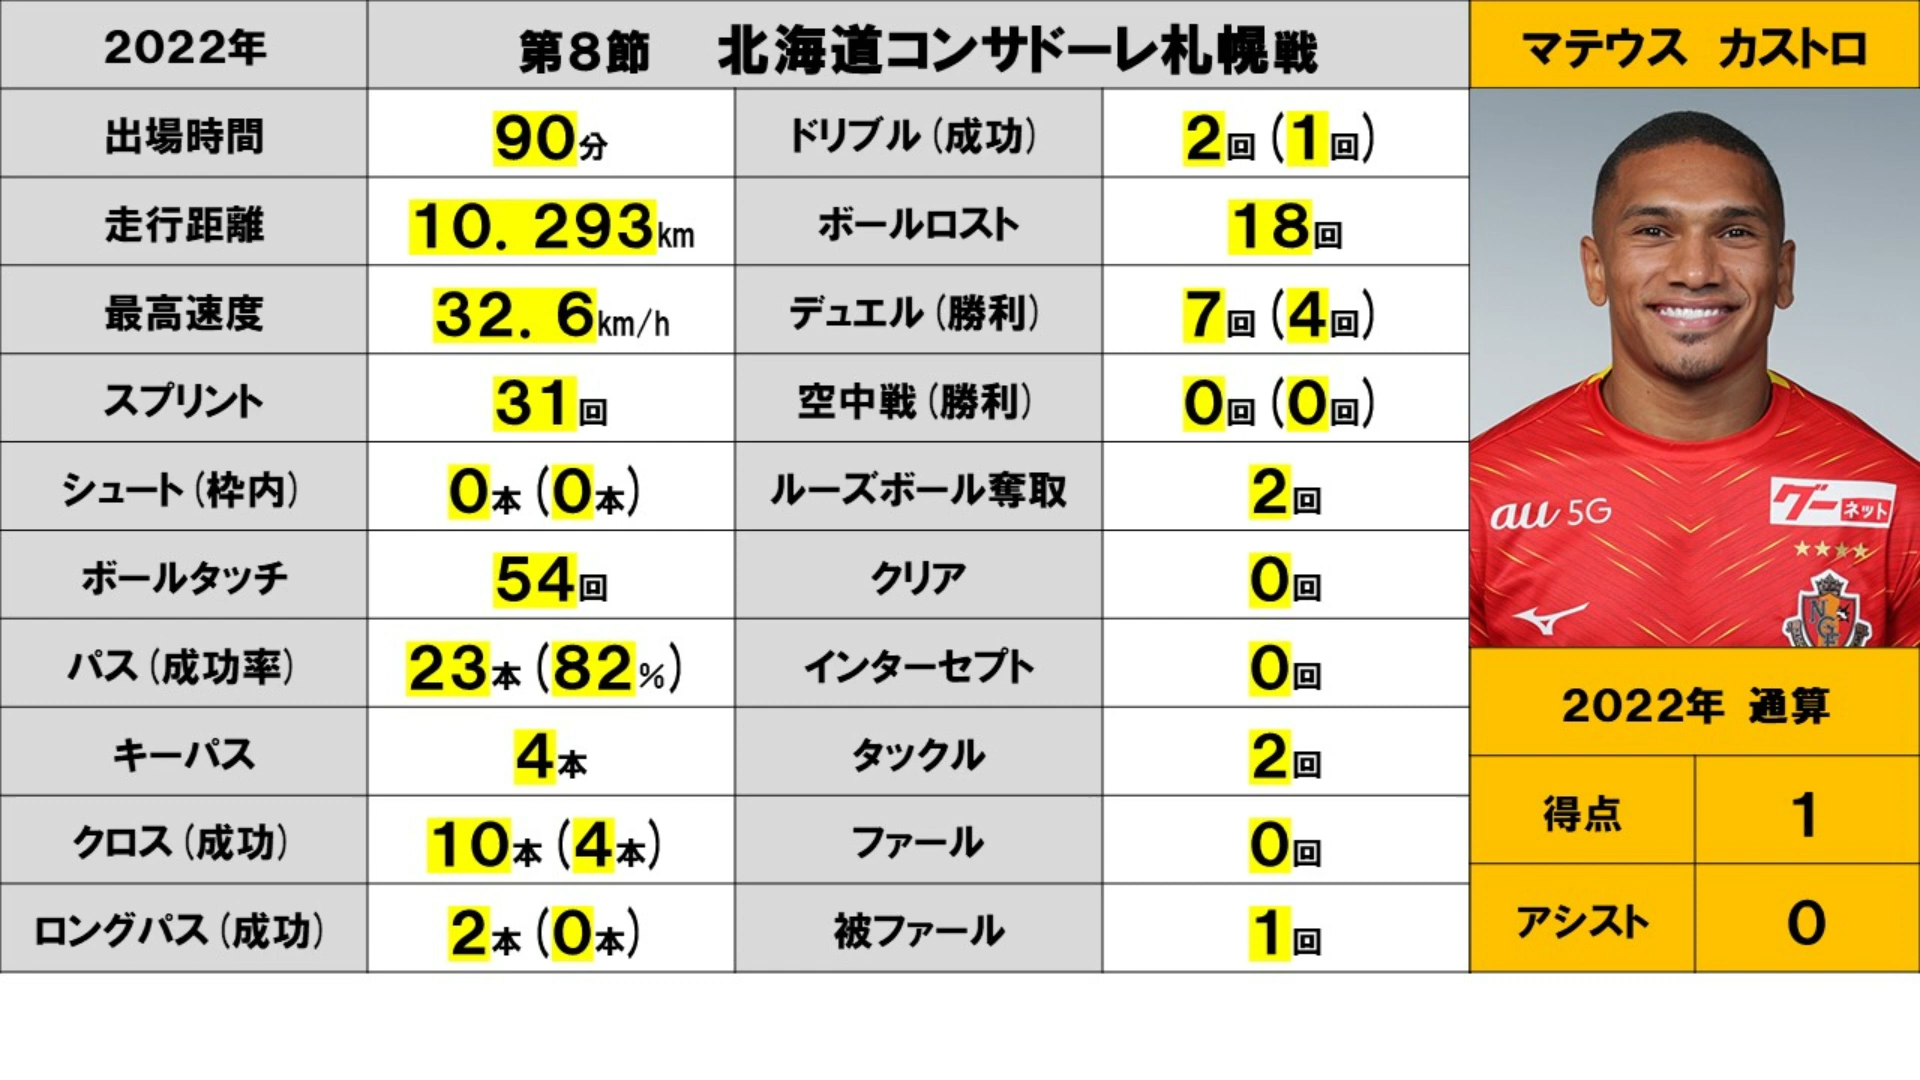 2022年 第8節 北海道コンサドーレ札幌戦 マテウス カストロ
出場時間 90分 ドリブル(成功) 2回(1回)
走行距離 10.293km ボールロスト 18回
最高速度 32.6km/h デュエル(勝利) 7回(4回)
スプリント 31回 空中戦(勝利) 0回(0回)
シュート(枠内) 0本(0本) ルーズボール奪取 2回
ボールタッチ 54回 クリア 0回
パス(成功率) 23本(82%) インターセプト 0回
キーパス 4本 タックル 2回
クロス(成功) 10本(4本) ファール 0回
ロングパス(成功) 2本(0本) 被ファール 1回
au 5G
グーネット
NGE
2022年 通算
得点 1
アシスト 0